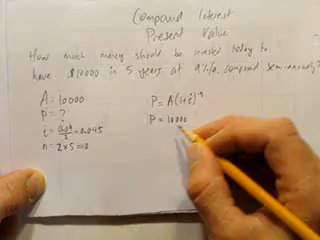 Compound Interest
Present Value
How much money should be invested today to
have $10000 in 5 years at 9% compound semi-annually?
A = 10000
P = ?
i = 0.09/2 = 0.045
n = 2 x 5 = 10
P = A(1+i)⁻ⁿ
P = 10000